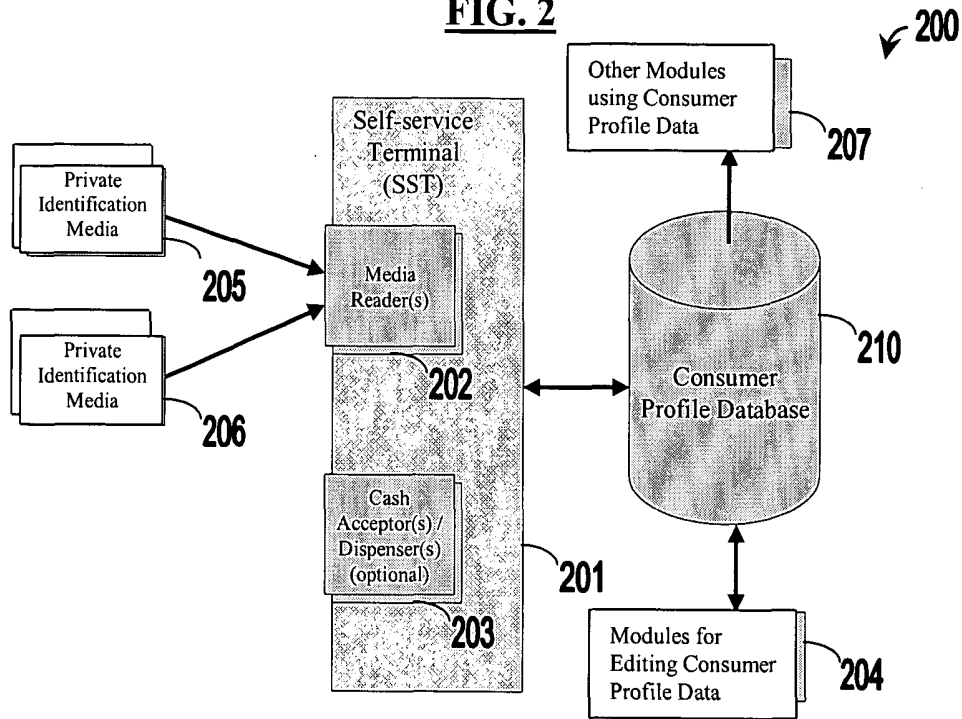 FIG. 2
200
Other Modules
using Consumer
Profile Data
207
Self-service
Terminal
(SST)
Private
Identification
Media
205
Media
Reader(s)
202
Private
Identification
Media
206
210
Consumer
Profile Database
Cash
Acceptor(s) /
Dispenser(s)
(optional)
203
201
Modules for
Editing Consumer
Profile Data
204